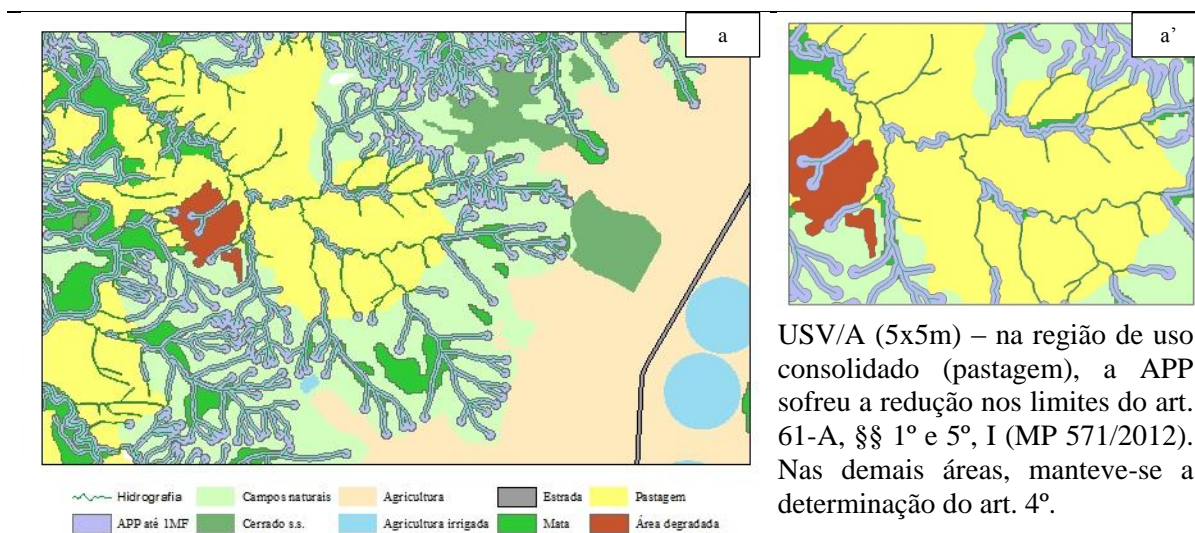 a
a’
USV/A (5x5m) – na região de uso
consolidado (pastagem), a APP
sofreu a redução nos limites do art.
61-A, §§ 1º e 5º, I (MP 571/2012).
Nas demais áreas, manteve-se a
determinação do art. 4º.
Hidrografia Campos naturais Agricultura Estrada Pastagem
APP até 1MF Cerrado s.s. Agricultura irrigada Mata Área degradada